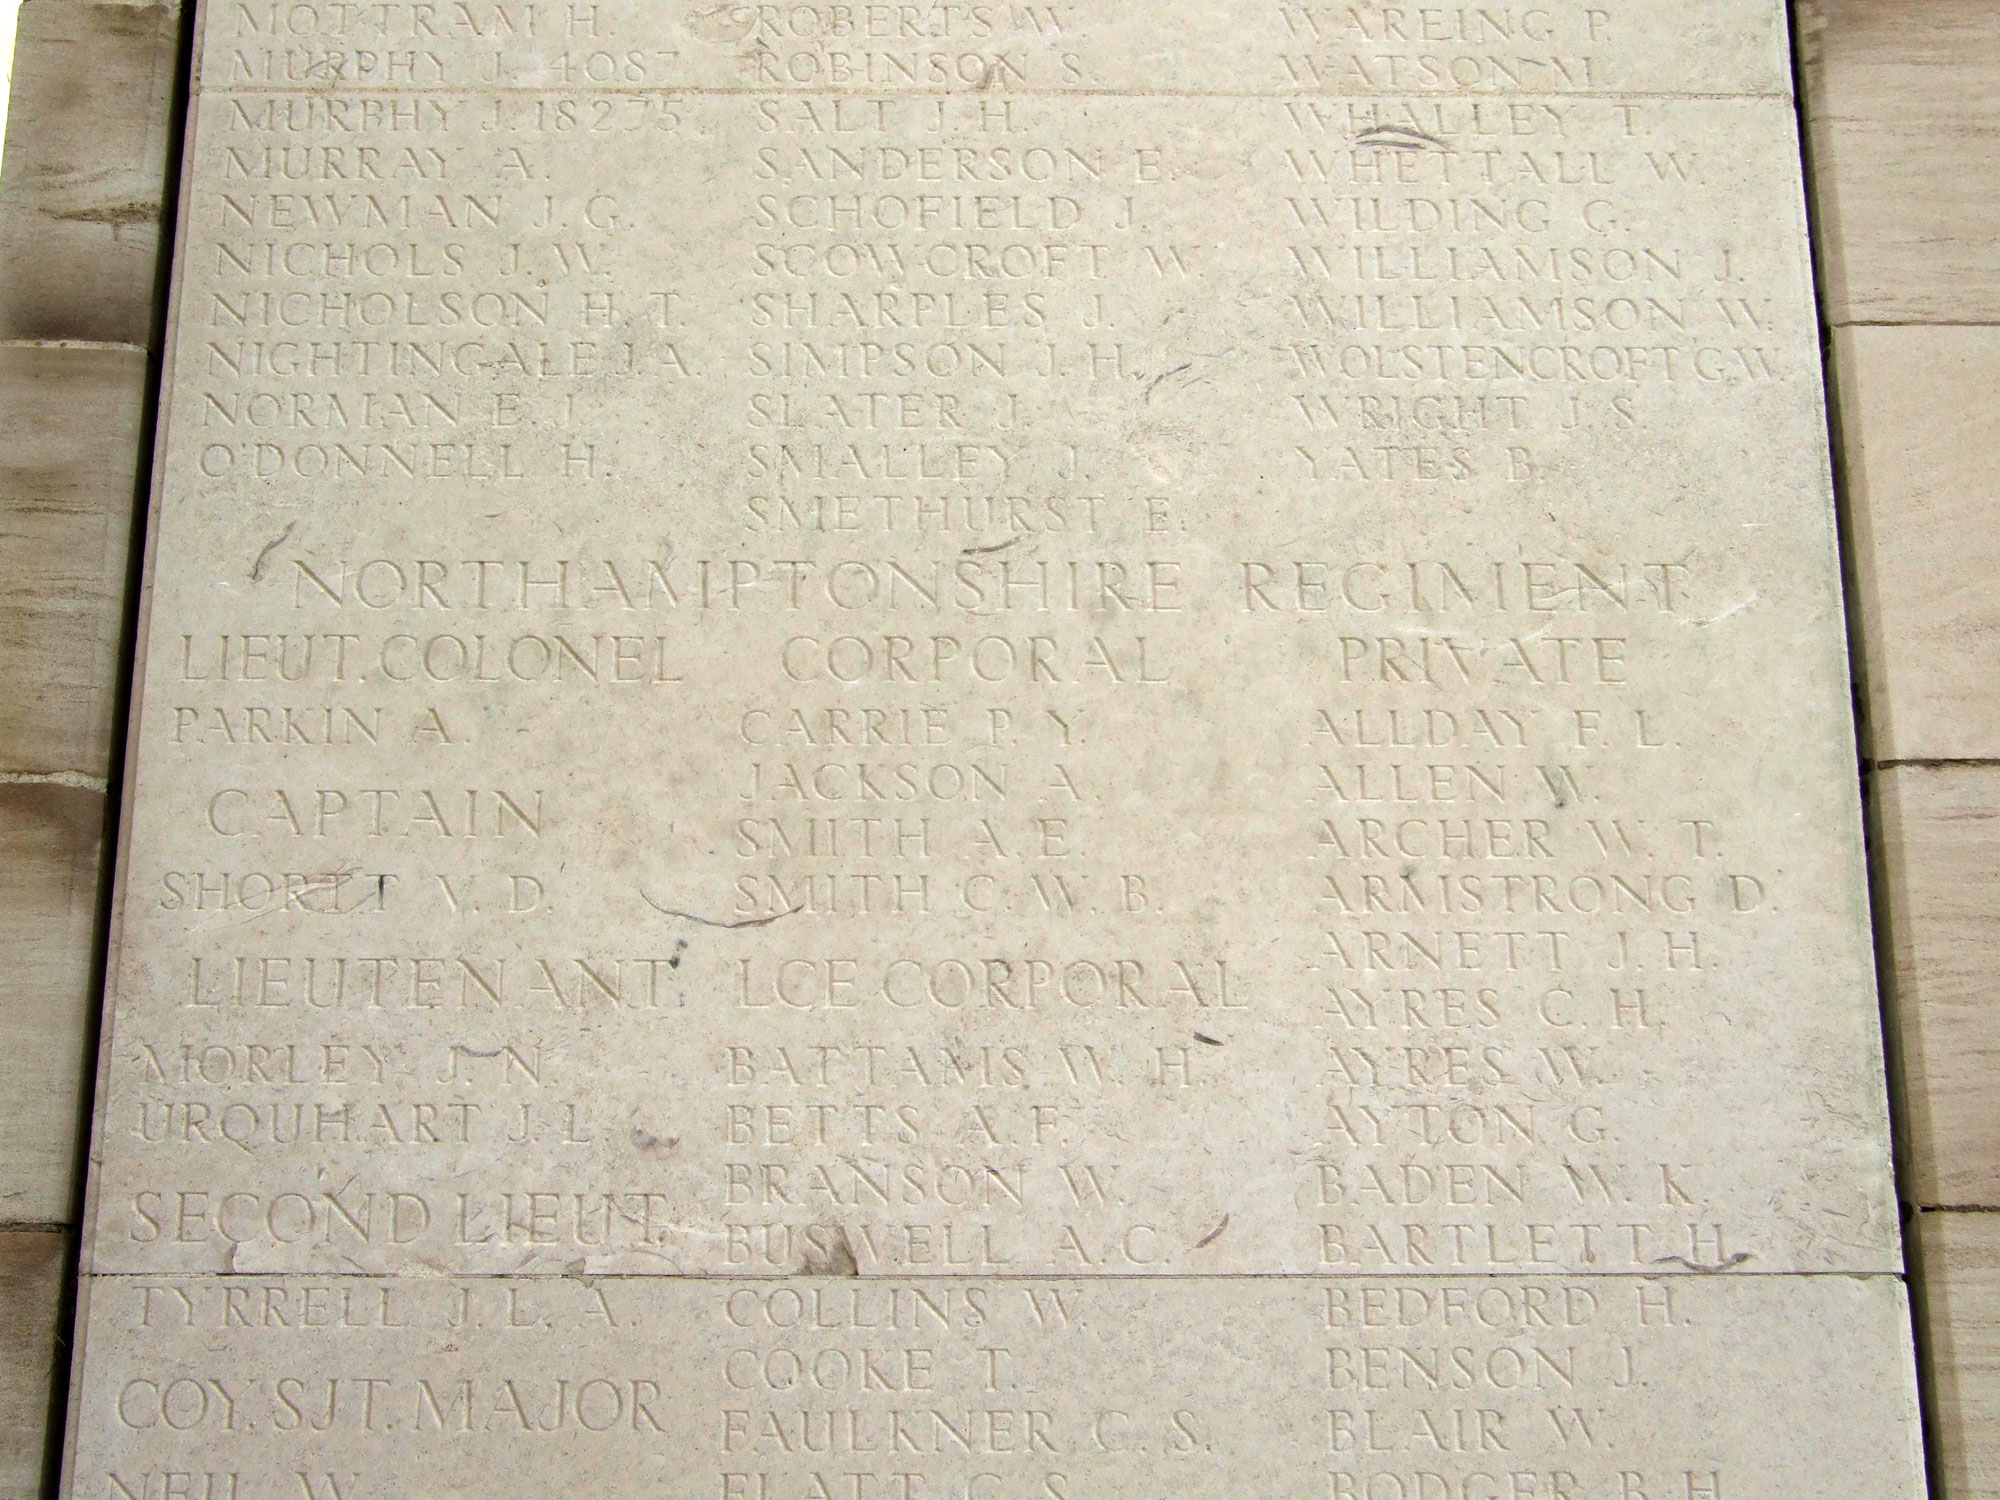 MOTTRAM H.
MURPHY J. 4087
MURPHY J. 18275
MURRAY A.
NEWMAN J. G.
NICHOLS J. W.
NICHOLSON H. T.
NIGHTINGALE J. A.
NORMAN E. J.
O'DONNELL H.
ROBERTS W.
ROBINSON S.
SALT J. H.
SANDERSON E.
SCHOFIELD J.
SCOWCROFT W.
SHARPLES J.
SIMPSON J. H.
SLATER J.
SMALLEY J.
SMETHURST E.
WAREING P.
WATSON M.
WHALLEY T.
WHETTALL W.
WILDING G.
WILLIAMSON J.
WILLIAMSON W.
WOLSTENCROFT G.W.
WRIGHT J. S.
YATES B.
NORTHAMPTONSHIRE REGIMENT
LIEUT. COLONEL
PARKIN A.
CAPTAIN
SHORTT V. D.
LIEUTENANT
MORLEY J. N.
URQUHART J. L.
SECOND LIEUT.
TYRRELL J. L. A.
COY. SJT. MAJOR
NEIL W.
CORPORAL
CARRIE P. Y.
JACKSON A.
SMITH A. E.
SMITH C. W. B.
LCE CORPORAL
BATTAMS W. H.
BETTS A. F.
BRANSON W.
BUSWELL A. C.
COLLINS W.
COOKE T.
FAULKNER C. S.
FLATT C. S.
PRIVATE
ALLDAY F. L.
ALLEN W.
ARCHER W. T.
ARMSTRONG D.
ARNETT J. H.
AYRES C. H.
AYRES W.
AYTON G.
BADEN W. K.
BARTLETT H.
BEDFORD H.
BENSON J.
BLAIR W.
BODGER B. H.